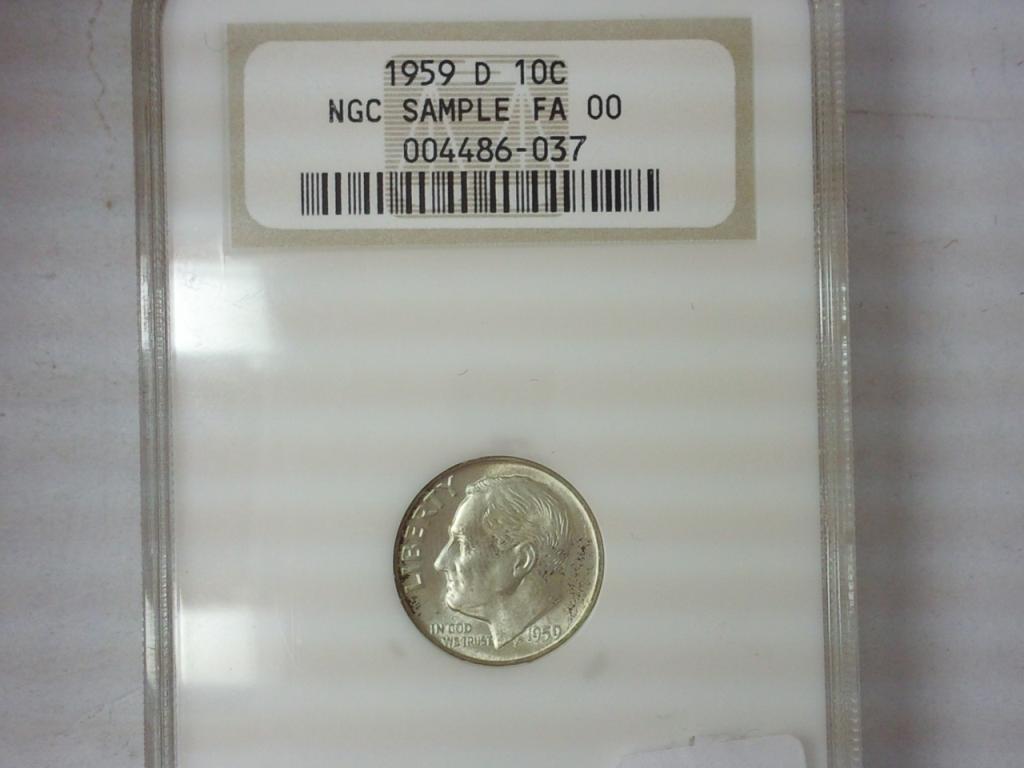 1959 D 10C
NGC SAMPLE FA 00
004486-037
LIBERTY
IN GOD
WE TRUST
1959